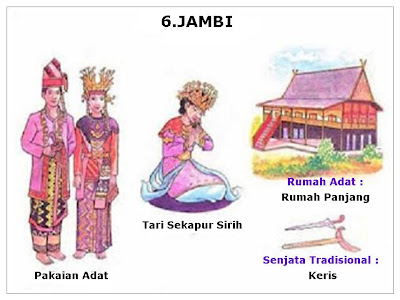 6.JAMBI
Rumah Adat :
Rumah Panjang
Tari Sekapur Sirih
Senjata Tradisional :
Keris
Pakaian Adat